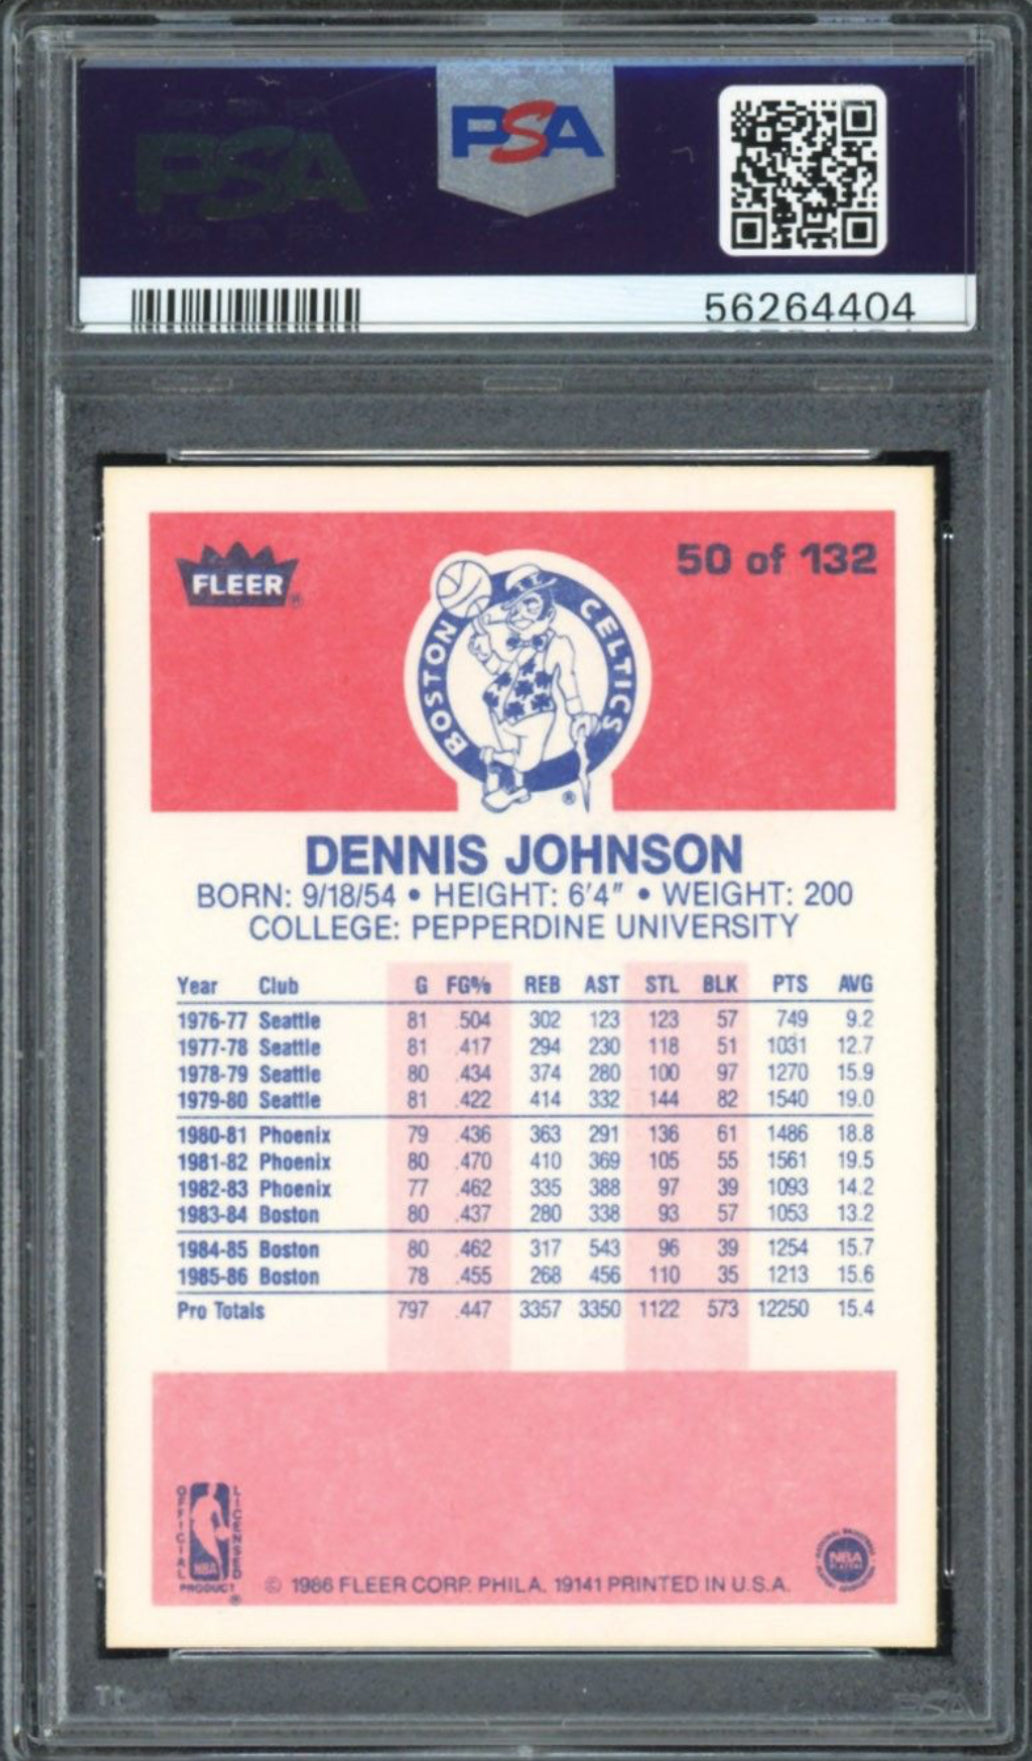 PSA
PSA
56264404
FLEER®
50 of 132
BOSTON CELTICS
®
DENNIS JOHNSON
BORN: 9/18/54 • HEIGHT: 6'4" • WEIGHT: 200
COLLEGE: PEPPERDINE UNIVERSITY
Year Club G FG% REB AST STL BLK PTS AVG
1976-77 Seattle 81 .504 302 123 123 57 749 9.2
1977-78 Seattle 81 .417 294 230 118 51 1031 12.7
1978-79 Seattle 80 .434 374 280 100 97 1270 15.9
1979-80 Seattle 81 .422 414 332 144 82 1540 19.0
1980-81 Phoenix 79 .436 363 291 136 61 1486 18.8
1981-82 Phoenix 80 .470 410 369 105 55 1561 19.5
1982-83 Phoenix 77 .462 335 388 97 39 1093 14.2
1983-84 Boston 80 .437 280 338 93 57 1053 13.2
1984-85 Boston 80 .462 317 543 96 39 1254 15.7
1985-86 Boston 78 .455 268 456 110 35 1213 15.6
Pro Totals 797 .447 3357 3350 1122 573 12250 15.4
OFFICIAL LICENSED
NBA
PRODUCT
®
© 1986 FLEER CORP. PHILA. 19141 PRINTED IN U.S.A.
NBA
PLAYERS
PSA